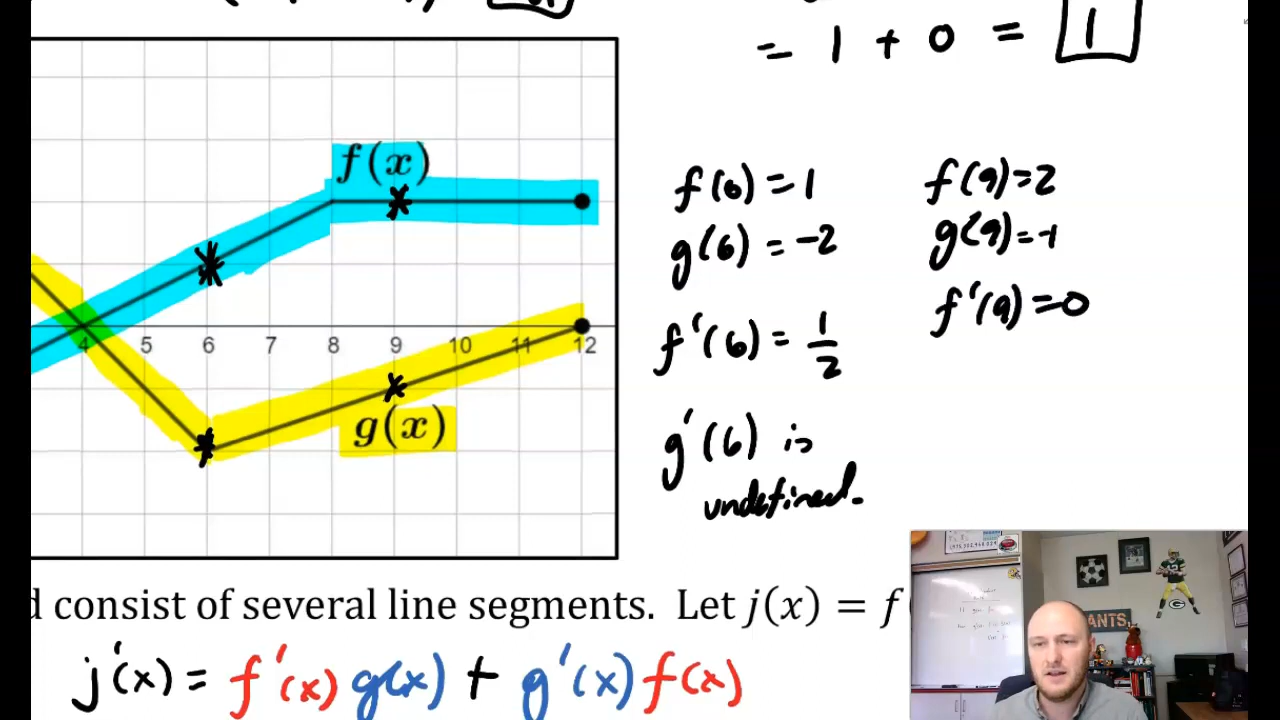 = 1 + 0 = 1
f(x)
f(6) = 1
f(9) = 2
g(6) = -2
g(9) = -1
4 5 6 7 8 9 10 11 12
f'(6) = 1/2
f'(9) = 0
g(x)
g'(6) is
undefined.
d consist of several line segments. Let j(x) = f
j'(x) = f'(x) g(x) + g'(x) f(x)
ANTS
G